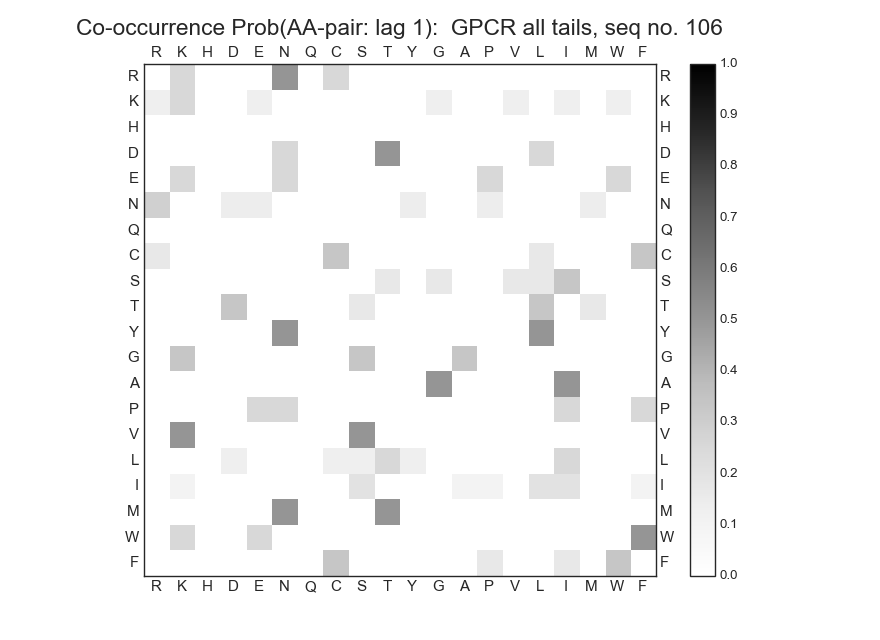 Co-occurrence Prob(AA-pair: lag 1):  GPCR all tails, seq no. 106
R K H D E N Q C S T Y G A P V L I M W F
R R 1.0
K K 0.9
H H
D D 0.8
E E
N N 0.7
Q Q
C C 0.6
S S
T T 0.5
Y Y
G G 0.4
A A
P P 0.3
V V
L L 0.2
I I
M M 0.1
W W
F F 0.0
R K H D E N Q C S T Y G A P V L I M W F